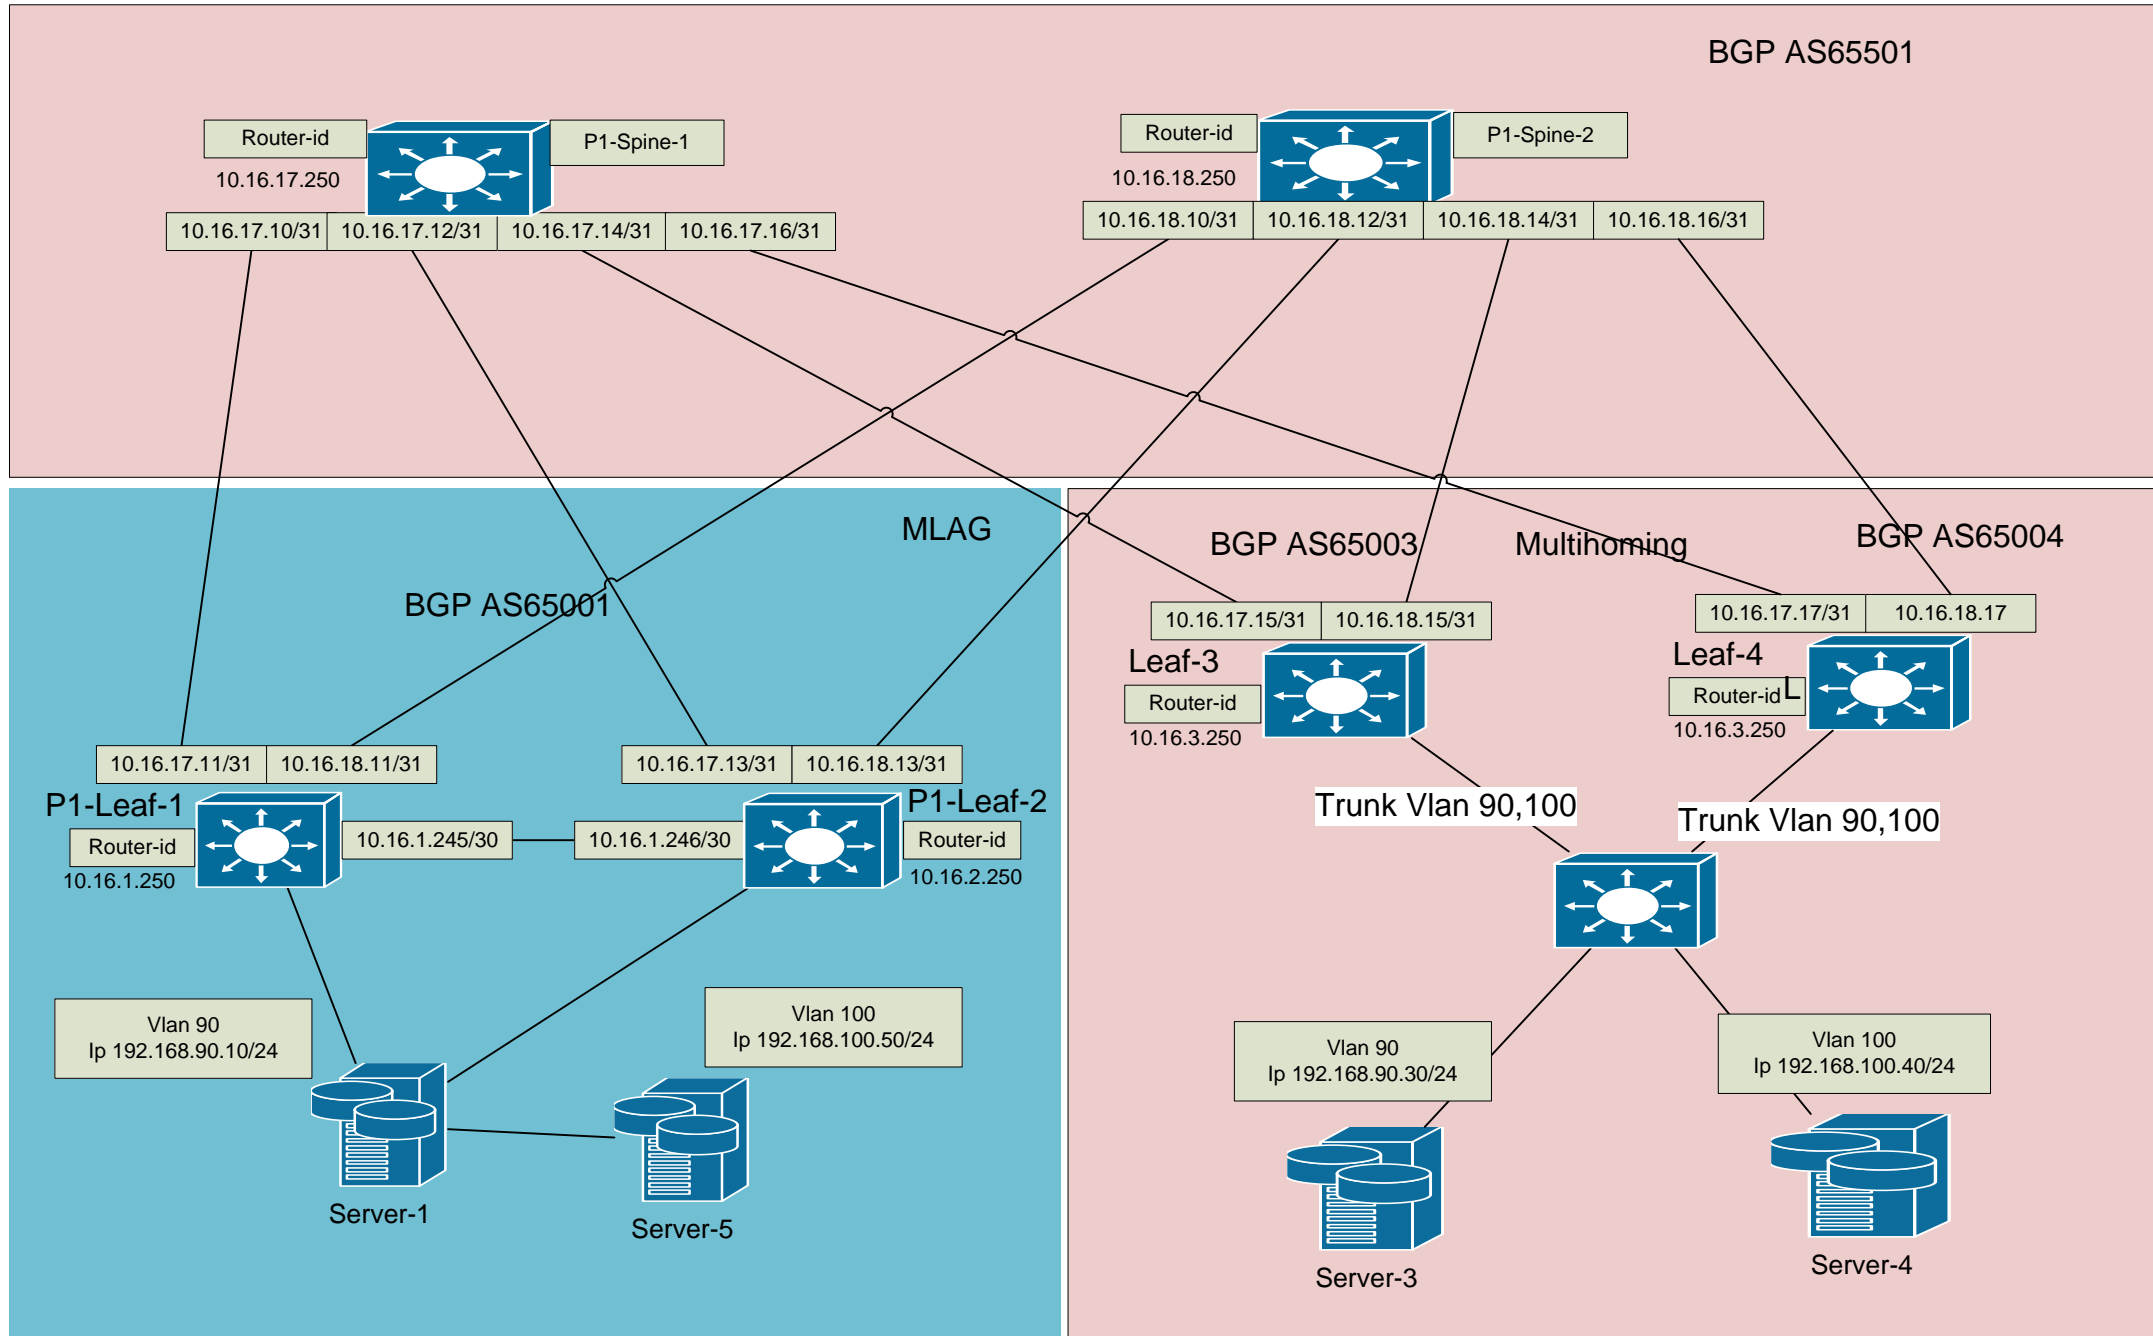 BGP AS65501
Router-id
P1-Spine-1
10.16.17.250
10.16.17.10/31
10.16.17.12/31
10.16.17.14/31
10.16.17.16/31
Router-id
P1-Spine-2
10.16.18.250
10.16.18.10/31
10.16.18.12/31
10.16.18.14/31
10.16.18.16/31
MLAG
BGP AS65001
10.16.17.11/31
10.16.18.11/31
10.16.17.13/31
10.16.18.13/31
P1-Leaf-1
Router-id
10.16.1.250
10.16.1.245/30
10.16.1.246/30
P1-Leaf-2
Router-id
10.16.2.250
Vlan 90
Ip 192.168.90.10/24
Vlan 100
Ip 192.168.100.50/24
Server-1
Server-5
BGP AS65003
Multihoming
BGP AS65004
10.16.17.15/31
10.16.18.15/31
10.16.17.17/31
10.16.18.17
Leaf-3
Router-id
10.16.3.250
Leaf-4
Router-id
L
10.16.3.250
Trunk Vlan 90,100
Trunk Vlan 90,100
Vlan 90
Ip 192.168.90.30/24
Vlan 100
Ip 192.168.100.40/24
Server-3
Server-4